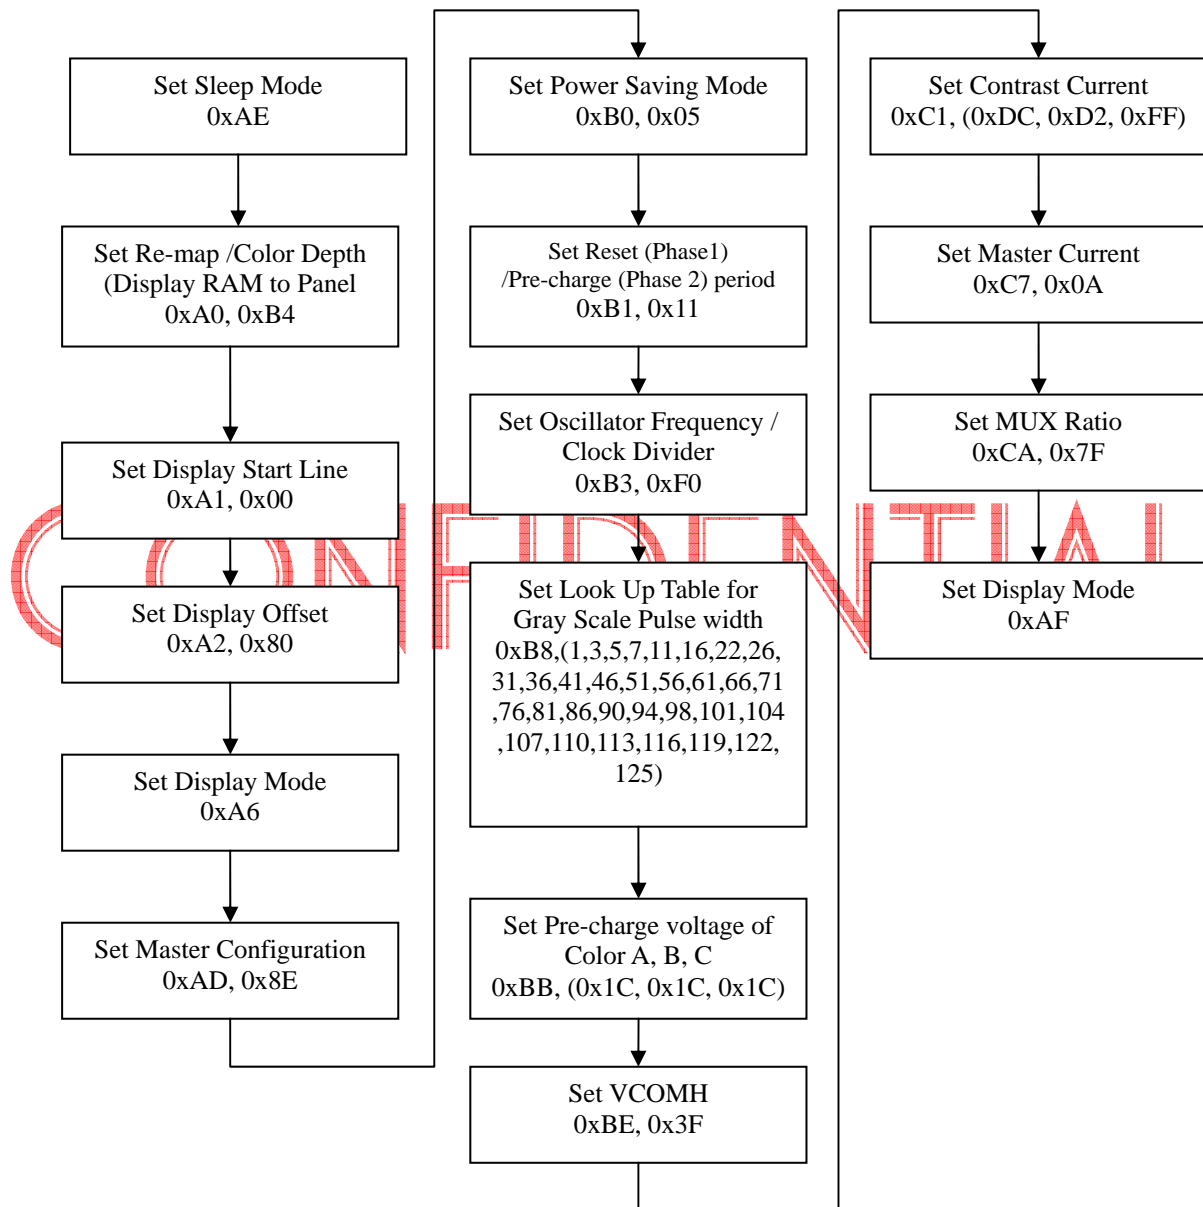 Set Sleep Mode
0xAE
Set Re-map /Color Depth
(Display RAM to Panel
0xA0, 0xB4
Set Display Start Line
0xA1, 0x00
Set Display Offset
0xA2, 0x80
Set Display Mode
0xA6
Set Master Configuration
0xAD, 0x8E
Set Power Saving Mode
0xB0, 0x05
Set Reset (Phase1)
/Pre-charge (Phase 2) period
0xB1, 0x11
Set Oscillator Frequency /
Clock Divider
0xB3, 0xF0
Set Look Up Table for
Gray Scale Pulse width
0xB8,(1,3,5,7,11,16,22,26,
31,36,41,46,51,56,61,66,71
,76,81,86,90,94,98,101,104
,107,110,113,116,119,122,
125)
Set Pre-charge voltage of
Color A, B, C
0xBB, (0x1C, 0x1C, 0x1C)
Set VCOMH
0xBE, 0x3F
Set Contrast Current
0xC1, (0xDC, 0xD2, 0xFF)
Set Master Current
0xC7, 0x0A
Set MUX Ratio
0xCA, 0x7F
Set Display Mode
0xAF
CONFIDENTIAL